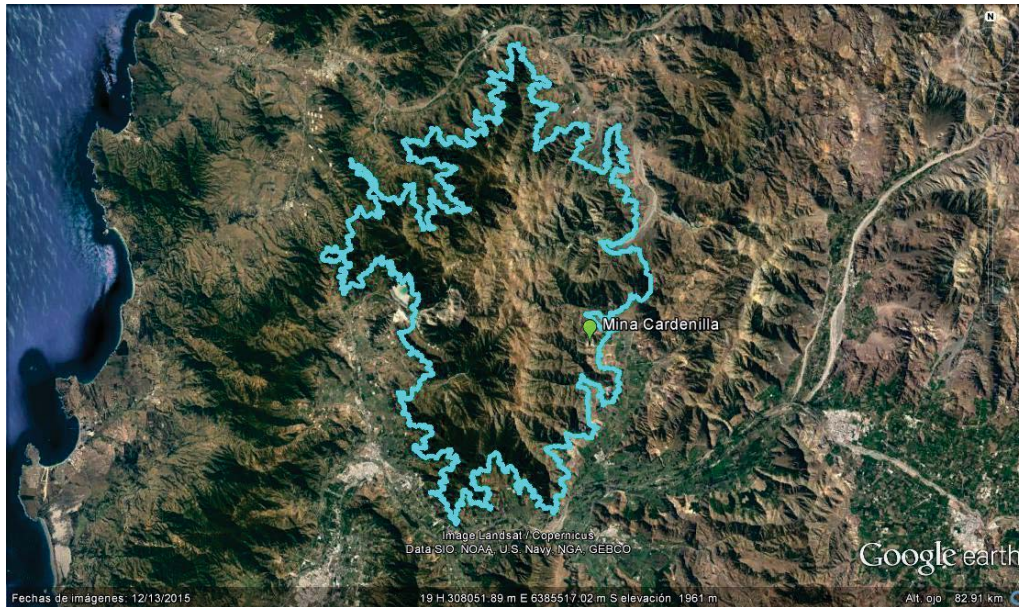 N
Mina Cardenilla
Image Landsat / Copernicus
Data SIO, NOAA, U.S. Navy, NGA, GEBCO
Google earth
Fechas de imágenes: 12/13/2015 19 H 308051.89 m E 6385517.02 m S elevación 1961 m Alt. ojo 82.91 km